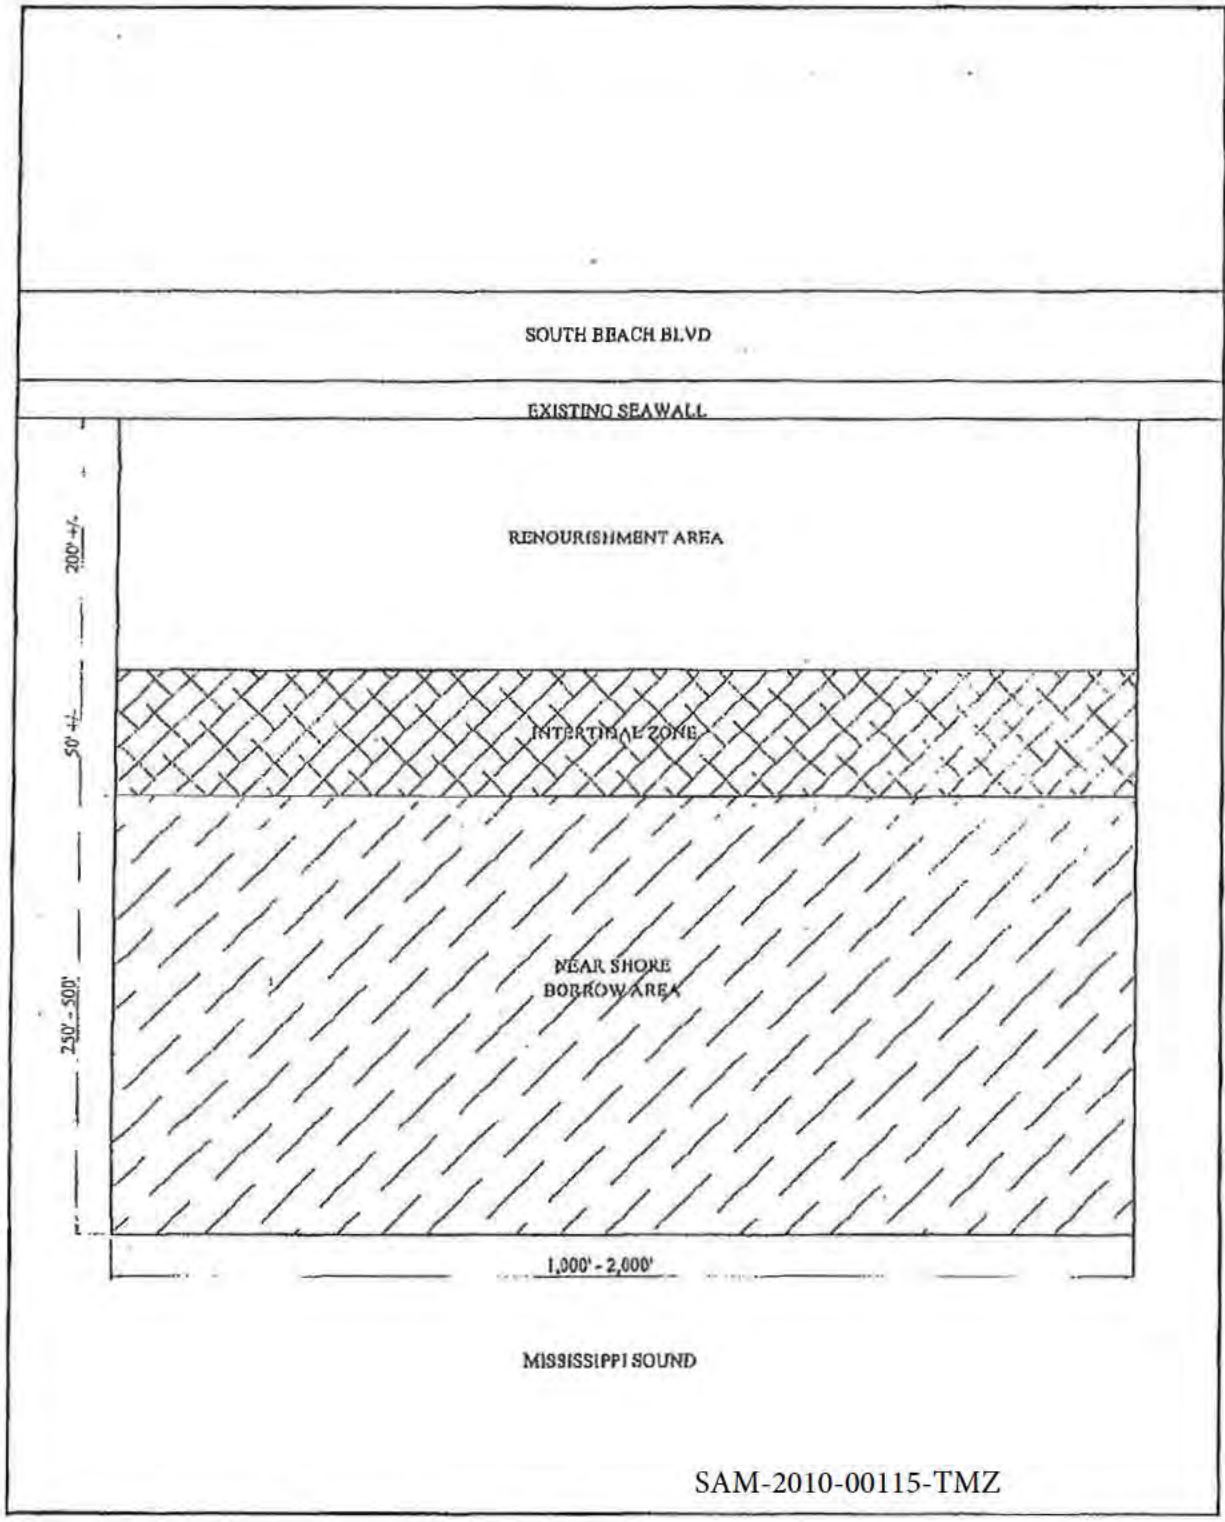 SOUTH BEACH BLVD
EXISTING SEAWALL
200' +/-
RENOURISHMENT AREA
50' +/-
INTERTIDAL ZONE
250' - 500'
NEAR SHORE
BORROW AREA
1,000' - 2,000'
MISSISSIPPI SOUND
SAM-2010-00115-TMZ